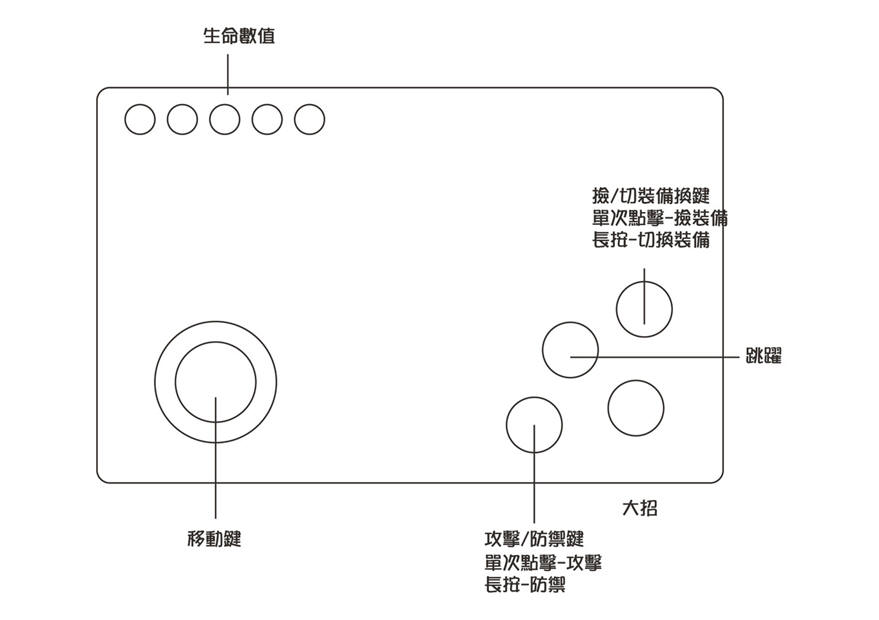 生命數值
撿/切裝備換鍵
單次點擊-撿裝備
長按-切換裝備
跳躍
大招
移動鍵
攻擊/防禦鍵
單次點擊-攻擊
長按-防禦